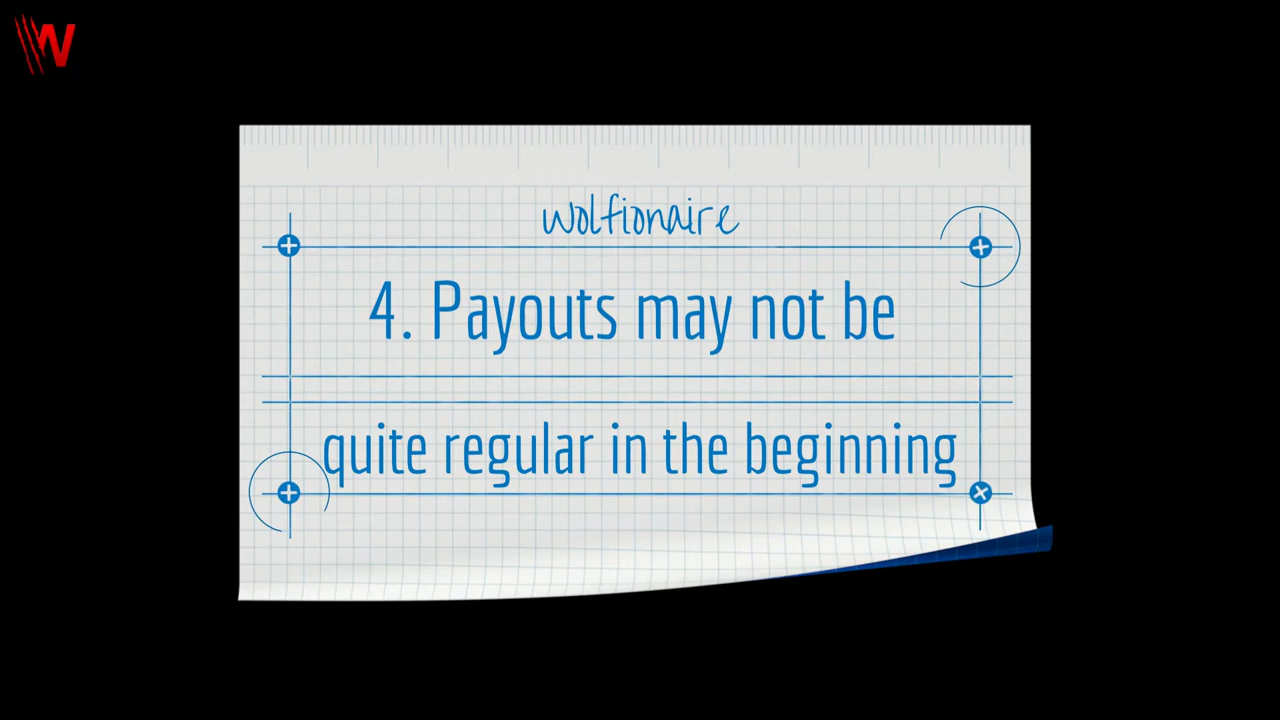 W
wolfionaire
4. Payouts may not be
quite regular in the beginning